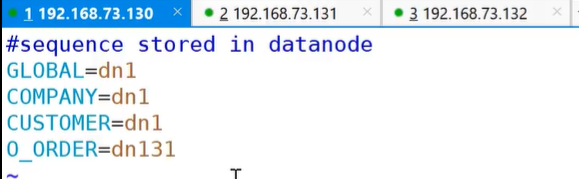 1 192.168.73.130 × 2 192.168.73.131 × 3 192.168.73.132 ×
#sequence stored in datanode
GLOBAL=dn1
COMPANY=dn1
CUSTOMER=dn1
O_ORDER=dn131
~